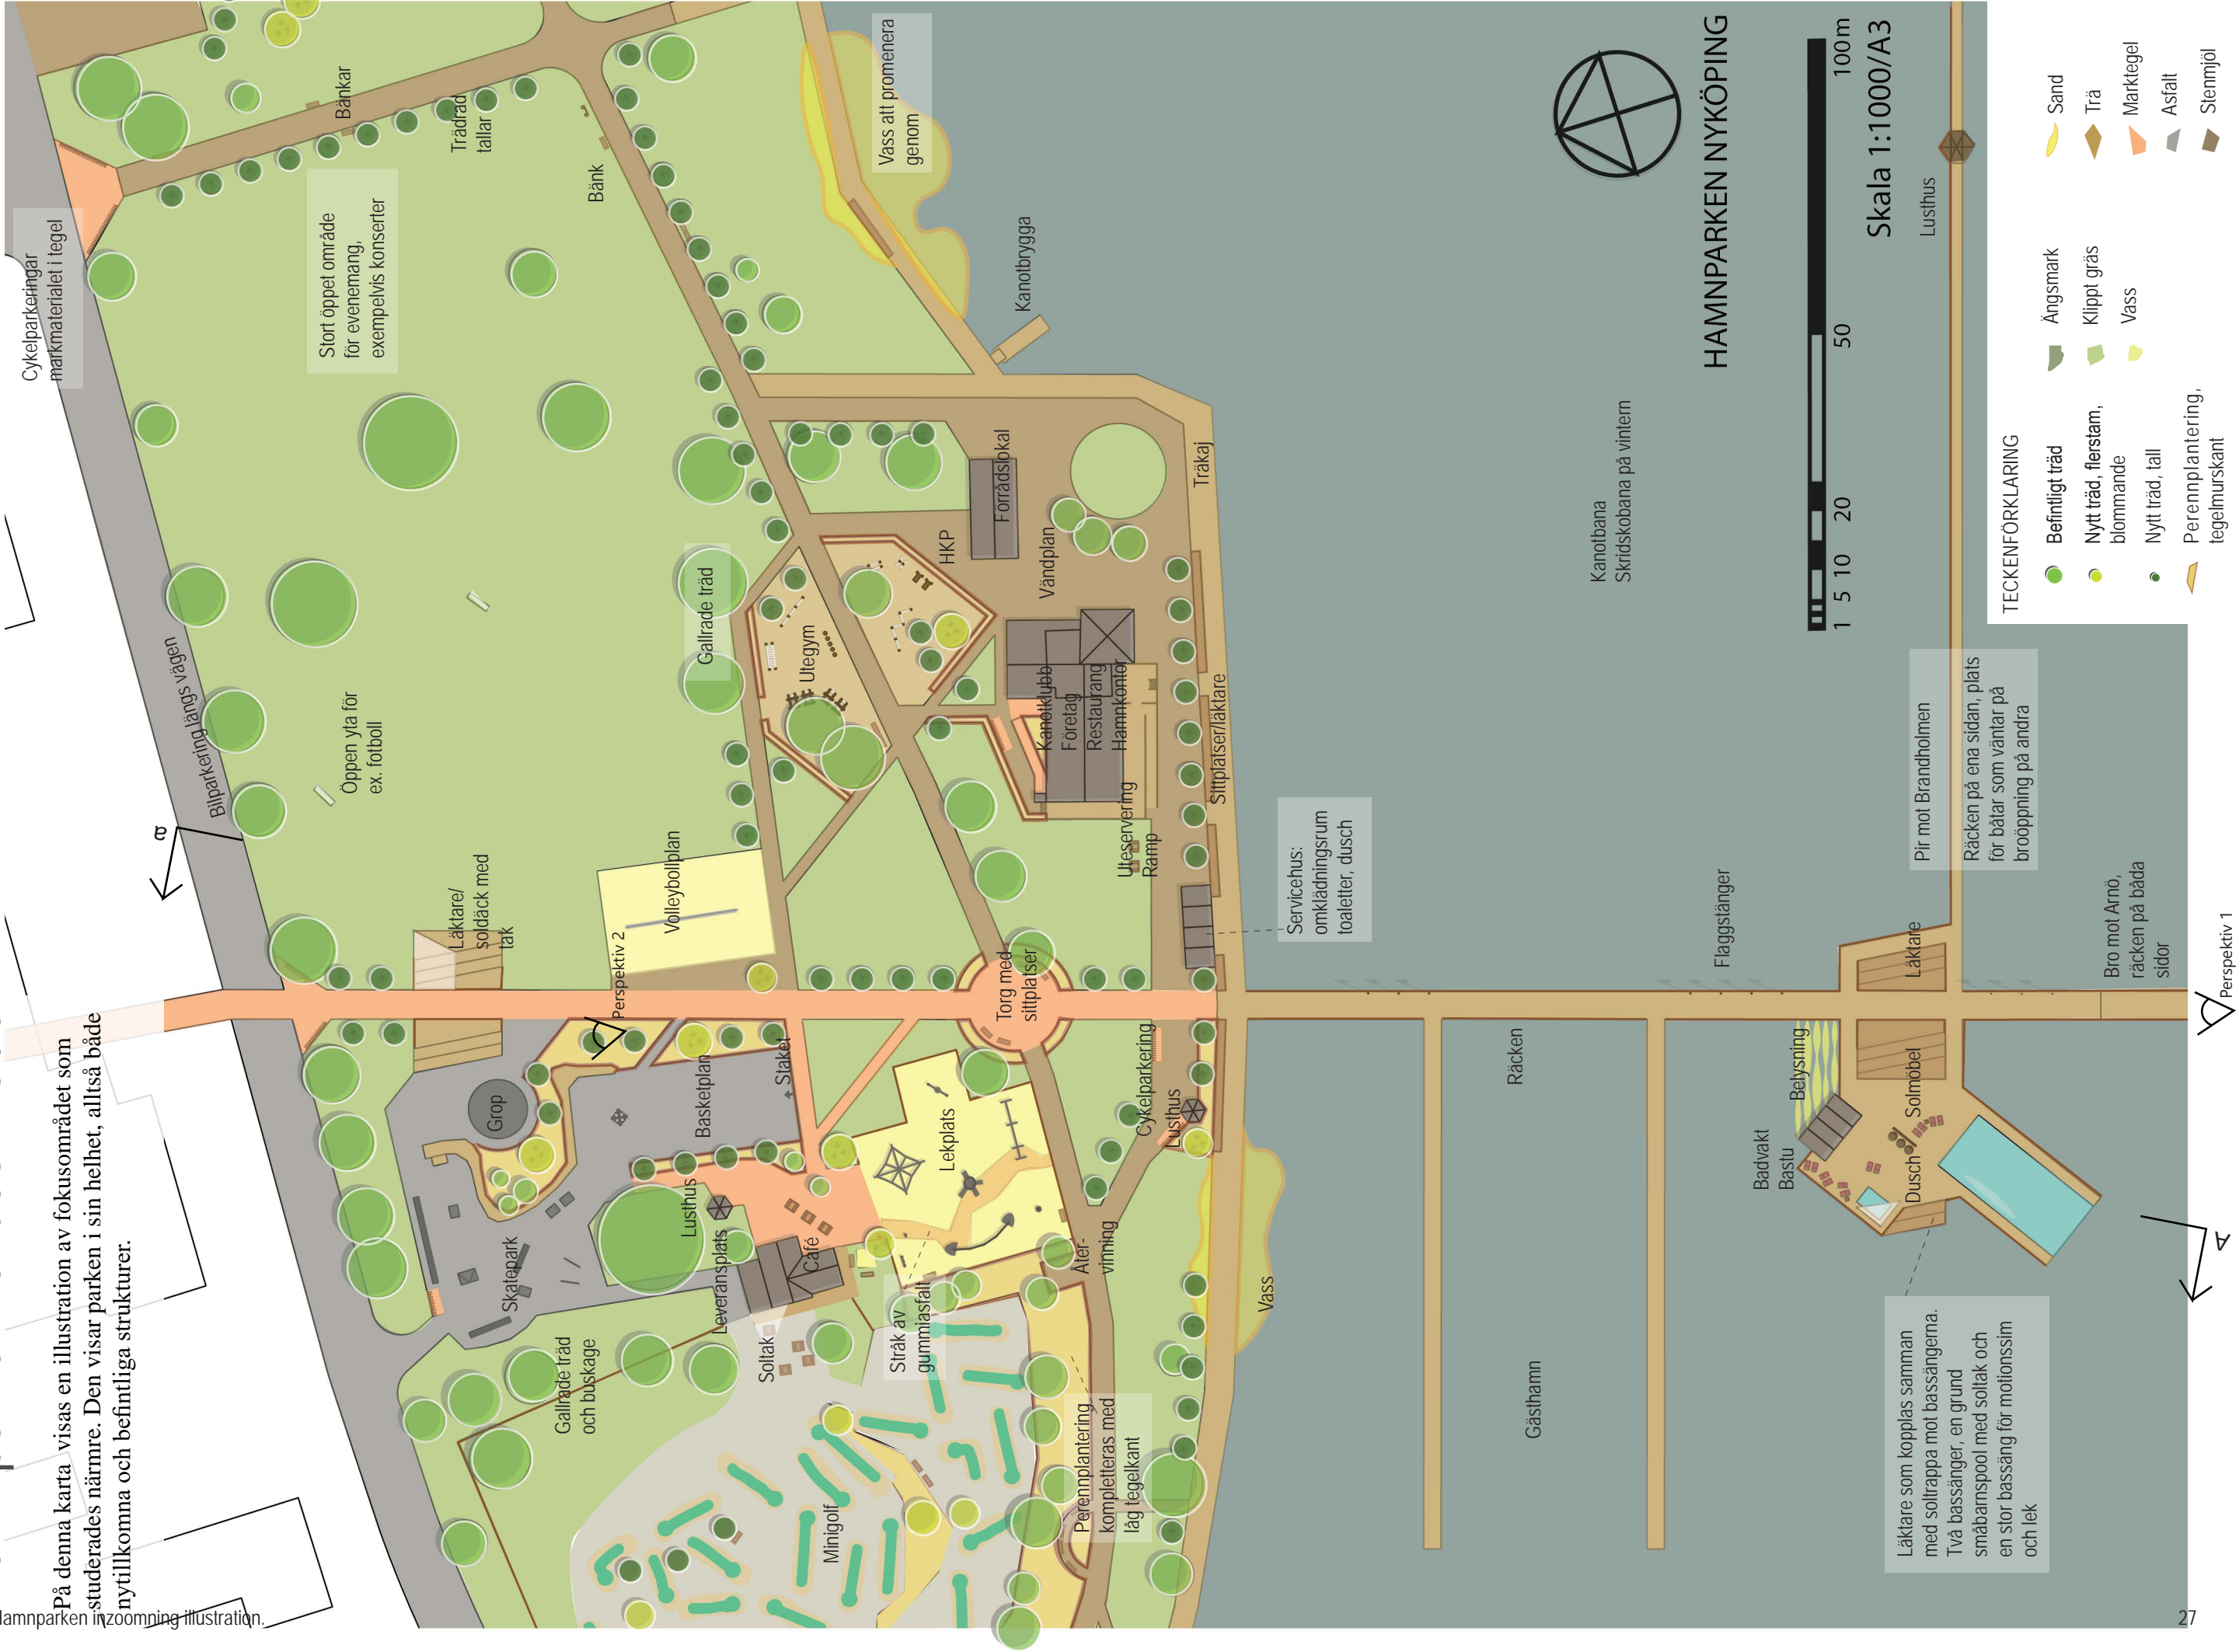 På denna karta  visas en illustration av fokusområdet som
studerades närmre. Den visar parken i sin helhet, alltså både
nytillkomna och befintliga strukturer.
Cykelparkeringar
markmaterialet i tegel
Stort öppet område
för evenemang,
exempelvis konserter
Bänkar
Trädrad
tallar
Bänk
Vass att promenera
genom
Kanotbrygga
Bilparkering längs vägen
a
Öppen yta för
ex. fotboll
Gallrade träd
Utegym
HKP
Förrådslokal
Vändplan
Träkaj
Kanotklubb
Företag
Restaurang
Hamnkontor
Sittplatser/läktare
Uteservering
Ramp
Läktare/
soldäck med
tak
Volleybollplan
Perspektiv 2
Torg med
sittplatser
Servicehus:
omklädningsrum
toaletter, dusch
Grop
Basketplan
Staket
Lekplats
Cykelparkering
Lusthus
Skatepark
Lusthus
Leveransplats
Café
Åter-
vinning
Vass
Gallrade träd
och buskage
Soltak
Stråk av
gummiasfalt
Minigolf
Perennplantering
kompletteras med
låg tegelkant
HAMNPARKEN NYKÖPING
1
5
10
20
50
100m
Skala 1:1000/A3
Kanotbana
Skridskobana på vintern
Lusthus
Flaggstänger
Pir mot Brandholmen
Räcken på ena sidan, plats
för båtar som väntar på
broöppning på andra
Läktare
Bro mot Arnö,
räcken på båda
sidor
Perspektiv 1
Räcken
Gästhamn
Belysning
Solmöbel
Badvakt
Bastu
Dusch
A
Läktare som kopplas samman
med soltrappa mot bassängerna.
Två bassänger, en grund
småbarnspool med soltak och
en stor bassäng för motionssim
och lek
TECKENFÖRKLARING
Befintligt träd
Nytt träd, flerstam,
blommande
Nytt träd, tall
Perennplantering,
tegelmurskant
Ängsmark
Klippt gräs
Vass
Sand
Trä
Marktegel
Asfalt
Stenmjöl
amnparken inzoomning illustration.
27